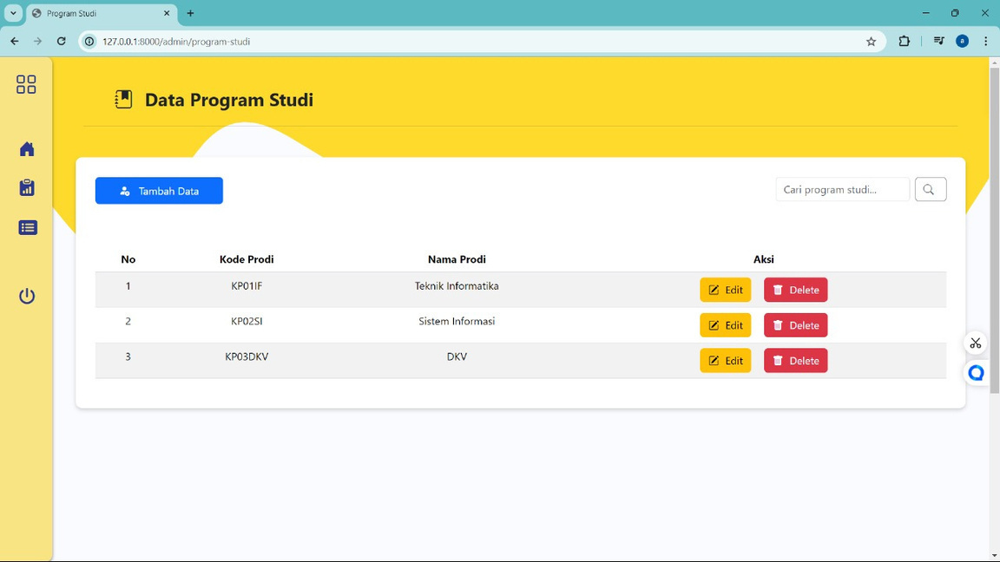 Program Studi
127.0.0.1:8000/admin/program-studi
a
Data Program Studi
Tambah Data
Cari program studi...
No Kode Prodi Nama Prodi Aksi
1 KP01IF Teknik Informatika Edit Delete
2 KP02SI Sistem Informasi Edit Delete
3 KP03DKV DKV Edit Delete